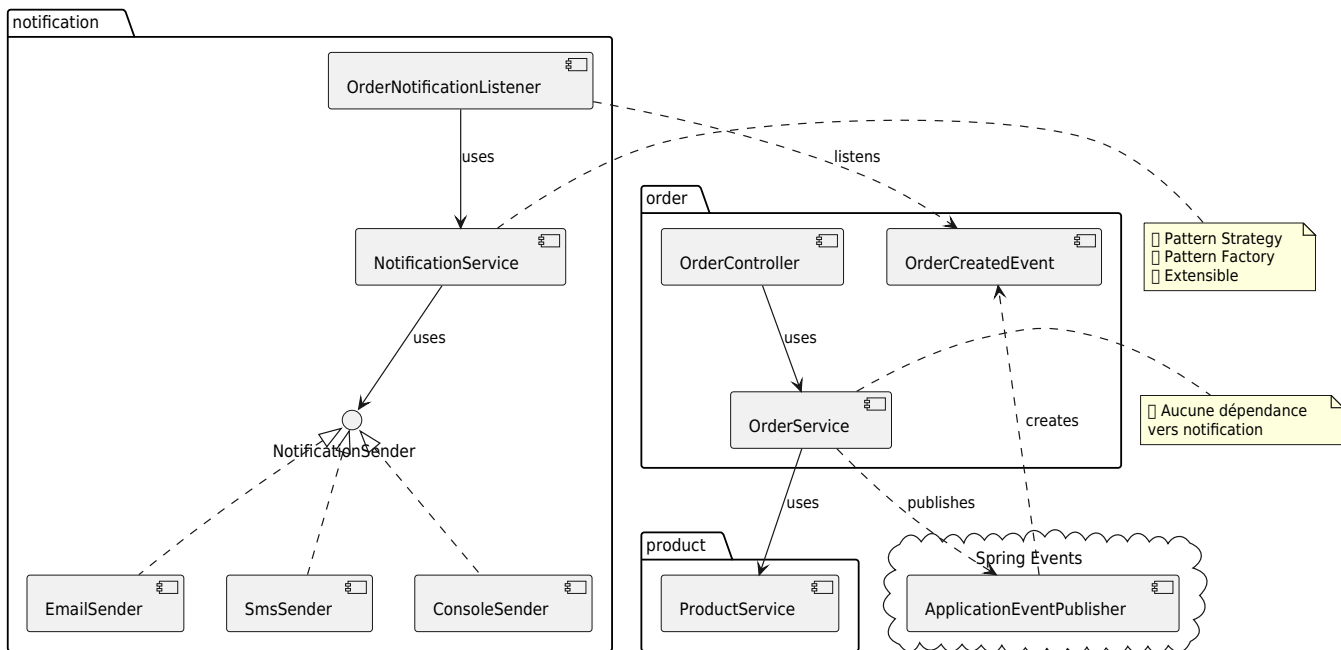 notification
OrderNotificationListener
uses
listens
NotificationService
uses
NotificationSender
EmailSender
SmsSender
ConsoleSender
order
OrderController
OrderCreatedEvent
uses
OrderService
creates
uses
publishes
product
ProductService
Spring Events
ApplicationEventPublisher
Pattern Strategy
Pattern Factory
Extensible
Aucune dépendance
vers notification